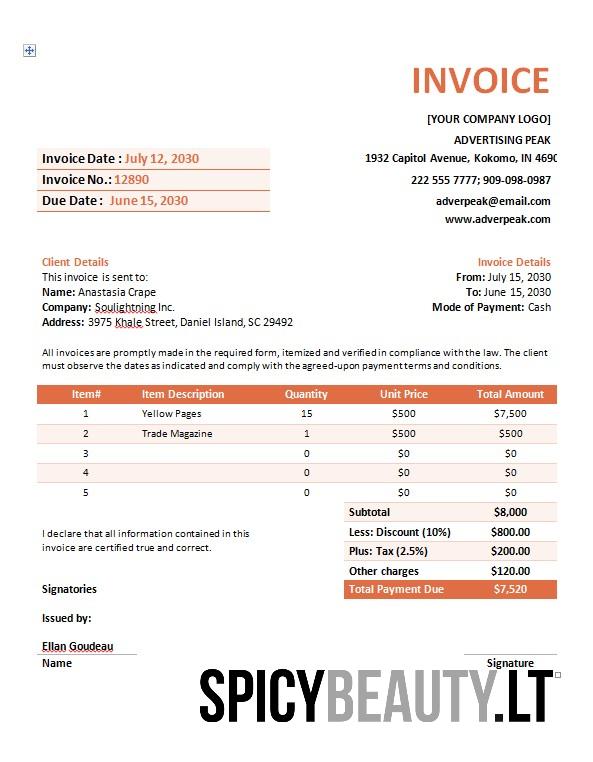 INVOICE
[YOUR COMPANY LOGO]
ADVERTISING PEAK
1932 Capitol Avenue, Kokomo, IN 4690
222 555 7777; 909-098-0987
adverpeak@email.com
www.adverpeak.com
Invoice Date : July 12, 2030
Invoice No.: 12890
Due Date : June 15, 2030
Client Details
This invoice is sent to:
Name: Anastasia Crape
Company: Soulightning Inc.
Address: 3975 Khale Street, Daniel Island, SC 29492
Invoice Details
From: July 15, 2030
To: June 15, 2030
Mode of Payment: Cash
All invoices are promptly made in the required form, itemized and verified in compliance with the law. The client
must observe the dates as indicated and comply with the agreed-upon payment terms and conditions.
Item# Item Description Quantity Unit Price Total Amount
1 Yellow Pages 15 $500 $7,500
2 Trade Magazine 1 $500 $500
3 0 $0 $0
4 0 $0 $0
5 0 $0 $0
Subtotal $8,000
Less: Discount (10%) $800.00
Plus: Tax (2.5%) $200.00
Other charges $120.00
Total Payment Due $7,520
I declare that all information contained in this
invoice are certified true and correct.
Signatories
Issued by:
Ellan Goudeau
Name
Signature
SPICYBEAUTY.LT